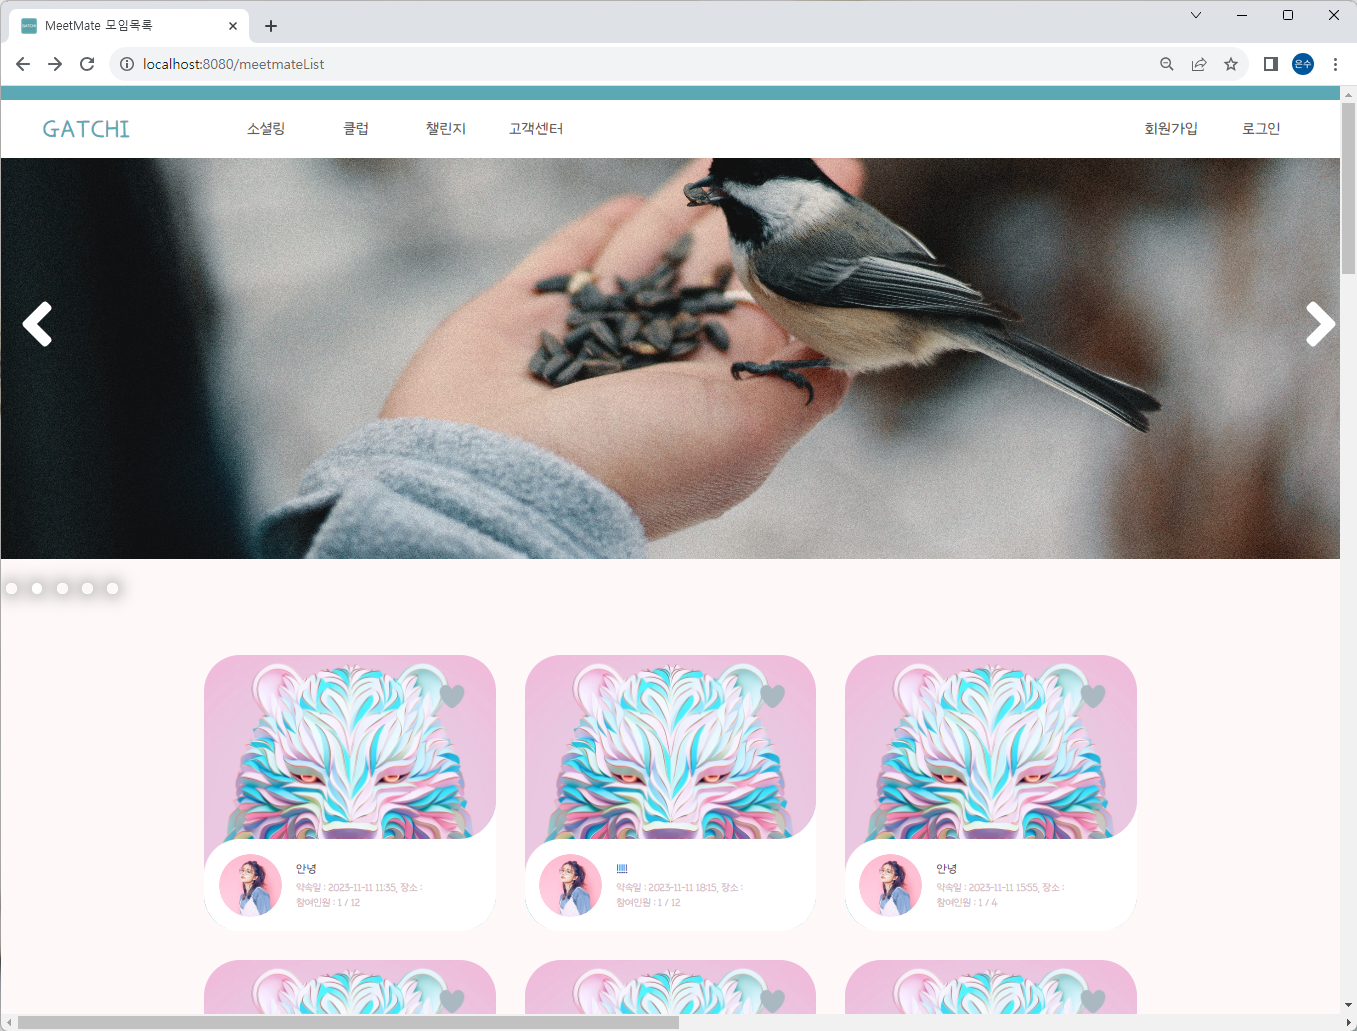 MeetMate 모임목록
localhost:8080/meetmateList
은수
GATCHI
소셜링
클럽
챌린지
고객센터
회원가입
로그인
안녕
약속일 : 2023-11-11 11:35, 장소 :
참여인원 : 1 / 12
!!!!!
약속일 : 2023-11-11 18:15, 장소 :
참여인원 : 1 / 12
안녕
약속일 : 2023-11-11 15:55, 장소 :
참여인원 : 1 / 4